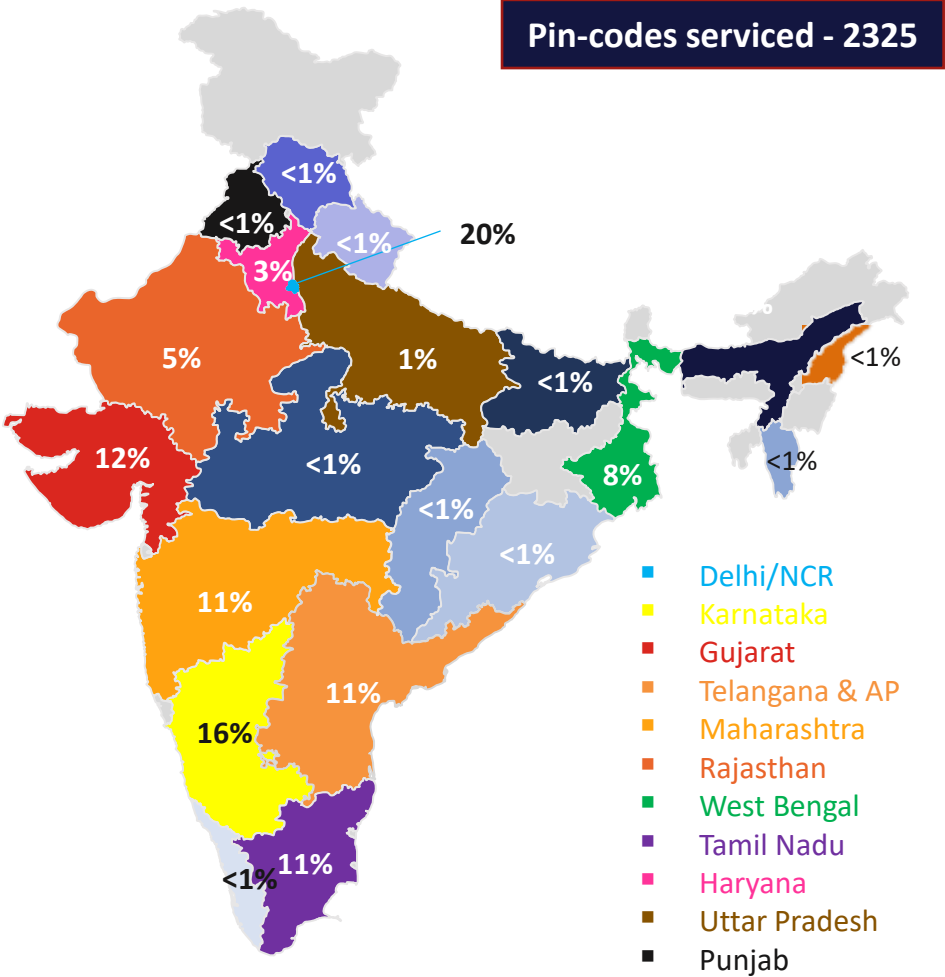 Pin-codes serviced - 2325
<1%
<1%
<1%
20%
3%
5%
1%
<1%
<1%
12%
<1%
<1%
8%
<1%
<1%
11%
11%
16%
11%
<1%
Delhi/NCR
Karnataka
Gujarat
Telangana & AP
Maharashtra
Rajasthan
West Bengal
Tamil Nadu
Haryana
Uttar Pradesh
Punjab